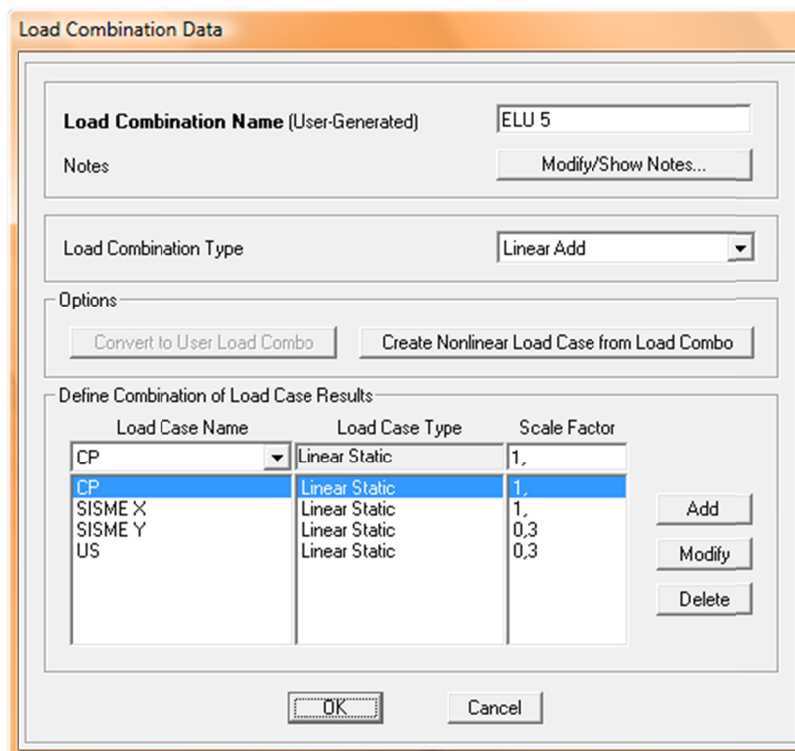 Load Combination Data
Load Combination Name (User-Generated) ELU 5
Notes Modify/Show Notes...
Load Combination Type Linear Add
Options
Convert to User Load Combo Create Nonlinear Load Case from Load Combo
Define Combination of Load Case Results
Load Case Name Load Case Type Scale Factor
CP Linear Static 1,
CP Linear Static 1,
SISME X Linear Static 1,
SISME Y Linear Static 0,3
US Linear Static 0,3
Add
Modify
Delete
OK Cancel